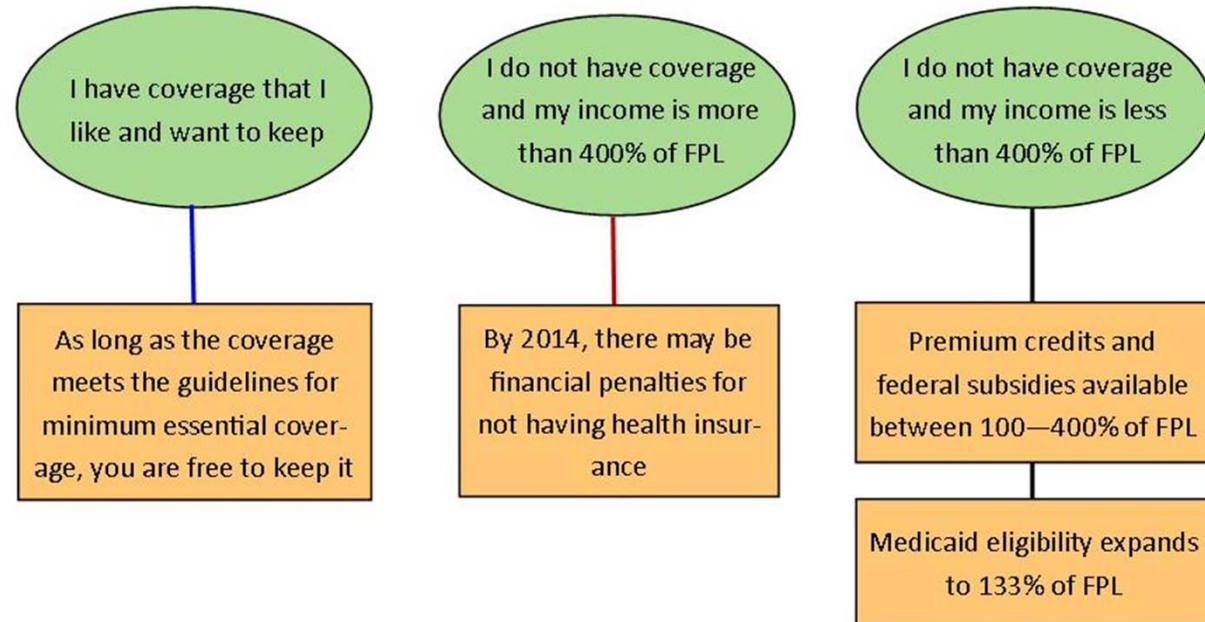 I have coverage that I
like and want to keep
I do not have coverage
and my income is more
than 400% of FPL
I do not have coverage
and my income is less
than 400% of FPL
As long as the coverage
meets the guidelines for
minimum essential cover-
age, you are free to keep it
By 2014, there may be
financial penalties for
not having health insur-
ance
Premium credits and
federal subsidies available
between 100—400% of FPL
Medicaid eligibility expands
to 133% of FPL